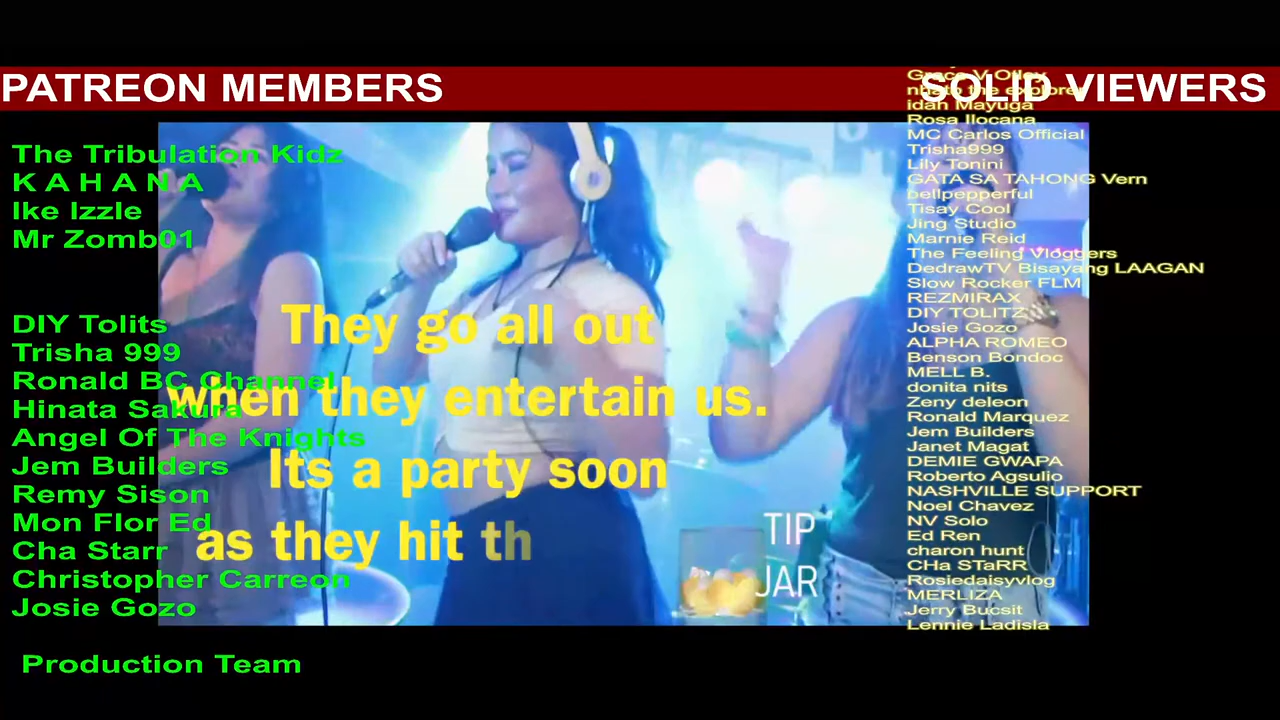 PATREON MEMBERS
The Tribulation Kidz
K A H A N A
Ike Izzle
Mr Zomb01
DIY Tolits
Trisha 999
Ronald BC Channel
Hinata Sakura
Angel Of The Knights
Jem Builders
Remy Sison
Mon Flor Ed
Cha Starr
Christopher Carreon
Josie Gozo
Production Team
They go all out
when they entertain us.
Its a party soon
as they hit th
TIP
JAR
SOLID VIEWERS
Grace V Otley
nhato the explorer
idah Mayuga
Rosa Ilocana
MC Carlos Official
Trisha999
Lily Tonini
GATA SA TAHONG Vern
bellpepperful
Tisay Cool
Jing Studio
Marnie Reid
The Feeling Vloggers
DedrawTV Bisayang LAAGAN
Slow Rocker FLM
REZMIRAX
DIY TOLITZ
Josie Gozo
ALPHA ROMEO
Benson Bondoc
MELL B.
donita nits
Zeny deleon
Ronald Marquez
Jem Builders
Janet Magat
DEMIE GWAPA
Roberto Agsulio
NASHVILLE SUPPORT
Noel Chavez
NV Solo
Ed Ren
charon hunt
CHa STaRR
Rosiedaisyvlog
MERLIZA
Jerry Bucsit
Lennie Ladisla